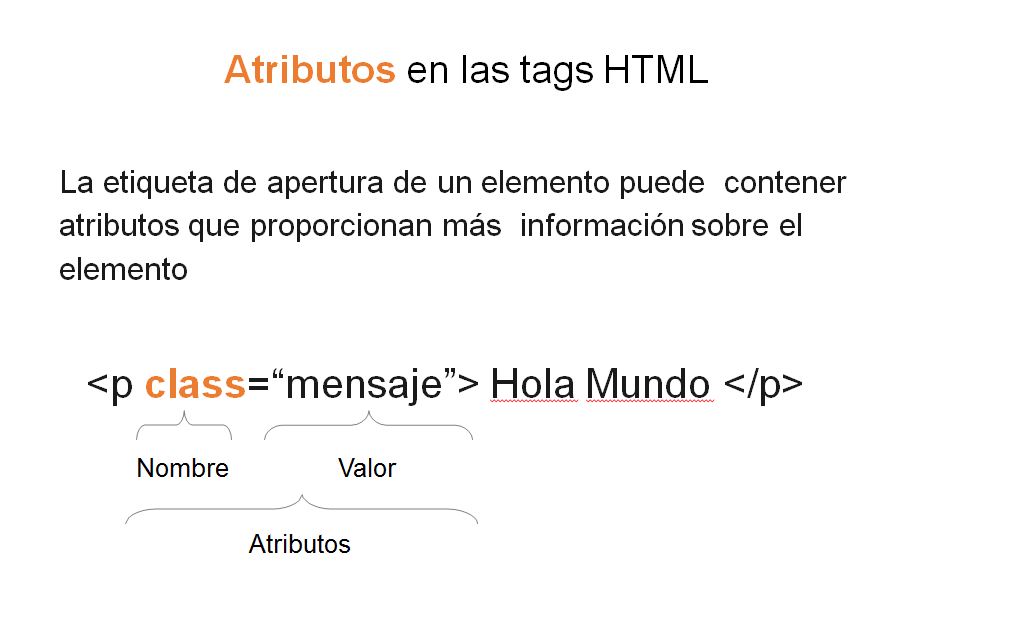 Atributos en las tags HTML
La etiqueta de apertura de un elemento puede contener
atributos que proporcionan más información sobre el
elemento
<p class=“mensaje”> Hola Mundo </p>
Nombre Valor
Atributos